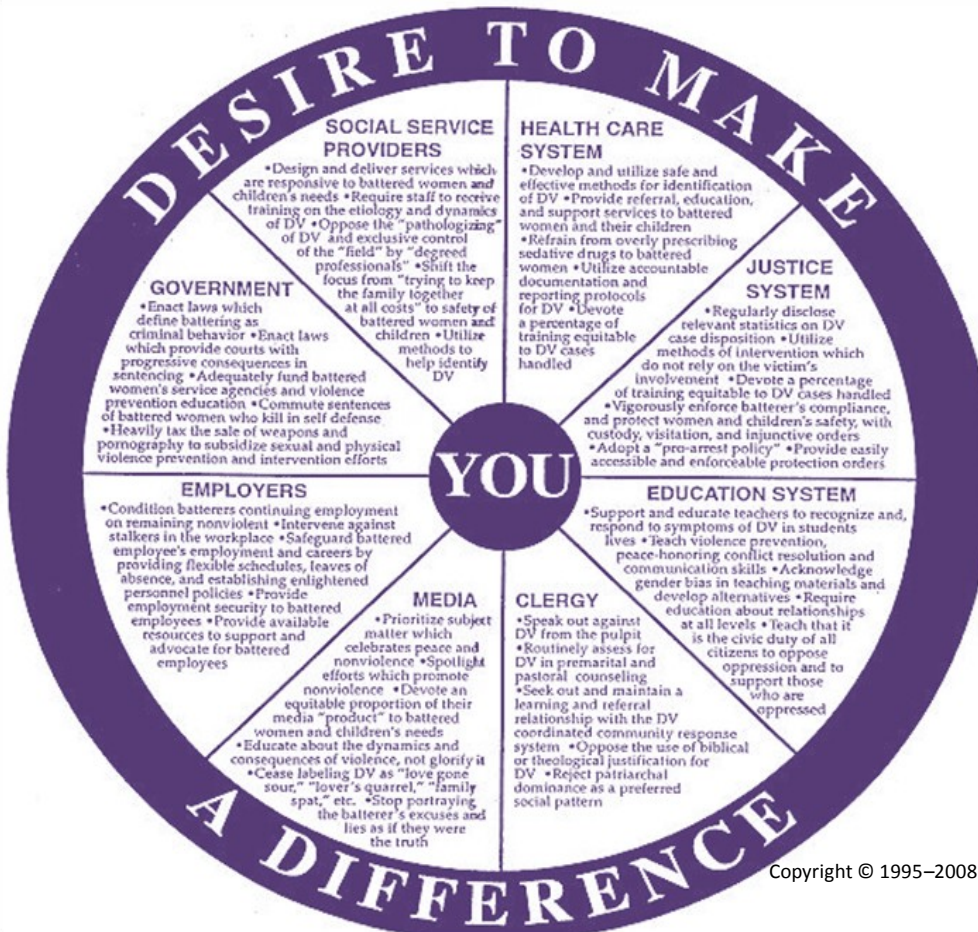 DESIRE TO MAKE
A DIFFERENCE
YOU
SOCIAL SERVICE
PROVIDERS
•Design and deliver services which
are responsive to battered women and
children's needs •Require staff to receive
training on the etiology and dynamics
of DV •Oppose the "pathologizing"
of DV and exclusive control
of the "field" by "degreed
professionals" •Shift the
focus from "trying to keep
the family together
at all costs" to safety of
battered women and
children •Utilize
methods to
help identify
DV
HEALTH CARE
SYSTEM
•Develop and utilize safe and
effective methods for identification
of DV •Provide referral, education,
and support services to battered
women and their children
•Refrain from overly prescribing
sedative drugs to battered
women •Utilize accountable
documentation and
reporting protocols
for DV •Devote
a percentage of
training equitable
to DV cases
handled
JUSTICE
SYSTEM
•Regularly disclose
relevant statistics on DV
case disposition •Utilize
methods of intervention which
do not rely on the victim's
involvement •Devote a percentage
of training equitable to DV cases handled
•Vigorously enforce batterer's compliance,
and protect women and children's safety, with
custody, visitation, and injunctive orders
•Adopt a "pro-arrest policy" •Provide easily
accessible and enforceable protection orders
EDUCATION SYSTEM
•Support and educate teachers to recognize and,
respond to symptoms of DV in students
lives •Teach violence prevention,
peace-honoring conflict resolution and
communication skills •Acknowledge
gender bias in teaching materials and
develop alternatives •Require
education about relationships
at all levels •Teach that it
is the civic duty of all
citizens to oppose
oppression and to
support those
who are
oppressed
CLERGY
•Speak out against
DV from the pulpit
•Routinely assess for
DV in premarital and
pastoral counseling
•Seek out and maintain a
learning and referral
relationship with the DV
coordinated community response
system •Oppose the use of biblical
or theological justification for
DV •Reject patriarchal
dominance as a preferred
social pattern
MEDIA
•Prioritize subject
matter which
celebrates peace and
nonviolence •Spotlight
efforts which promote
nonviolence •Devote an
equitable proportion of their
media "product" to battered
women and children's needs
•Educate about the dynamics and
consequences of violence, not glorify it
•Cease labeling DV as "love gone
sour," "lover's quarrel," "family
spat," etc. •Stop portraying
the batterer's excuses and
lies as if they were
the truth
EMPLOYERS
•Condition batterers continuing employment
on remaining nonviolent •Intervene against
stalkers in the workplace •Safeguard battered
employee's employment and careers by
providing flexible schedules, leaves of
absence, and establishing enlightened
personnel policies •Provide
employment security to battered
employees •Provide available
resources to support and
advocate for battered
employees
GOVERNMENT
•Enact laws which
define battering as
criminal behavior •Enact laws
which provide courts with
progressive consequences in
sentencing •Adequately fund battered
women's service agencies and violence
prevention education •Commute sentences
of battered women who kill in self defense
•Heavily tax the sale of weapons and
pornography to subsidize sexual and physical
violence prevention and intervention efforts
Copyright © 1995–2008